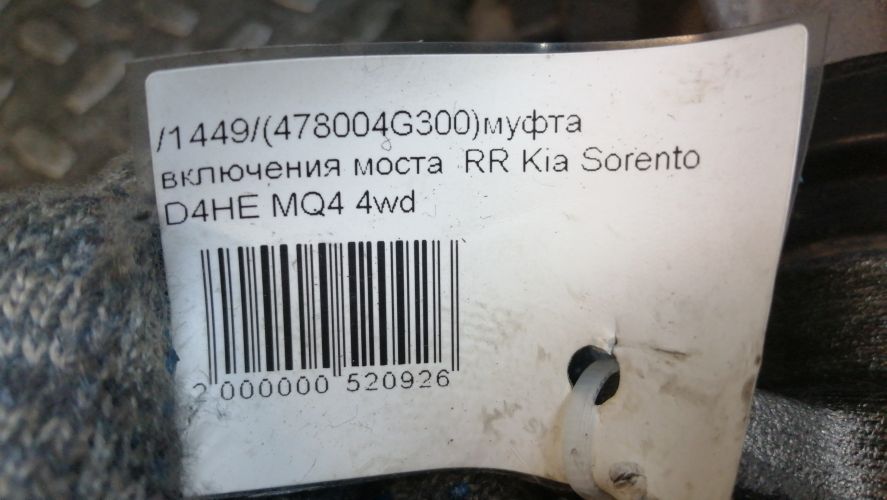 /1449/(478004G300)муфта
включения моста RR Kia Sorento
D4HE MQ4 4wd
2 000000 520926